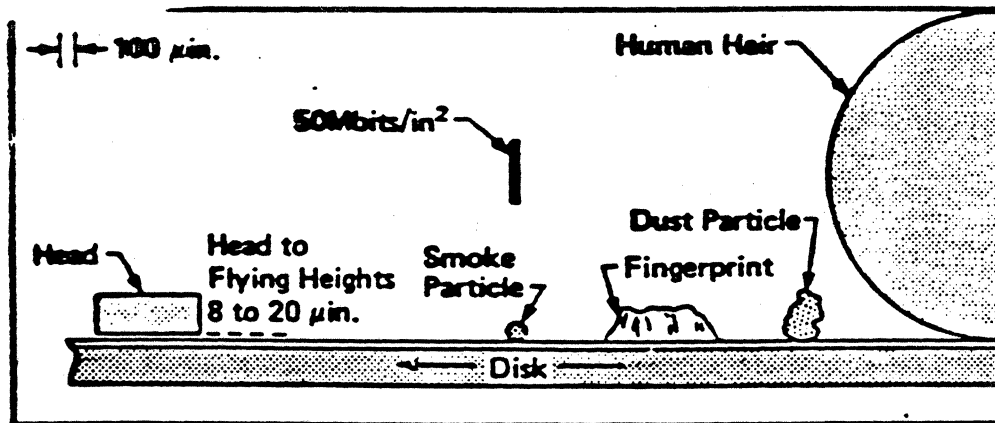 100 μin.
Human Hair
50Mbits/in²
Head
Head to
Flying Heights
8 to 20 μin.
Smoke
Particle
Fingerprint
Dust Particle
Disk